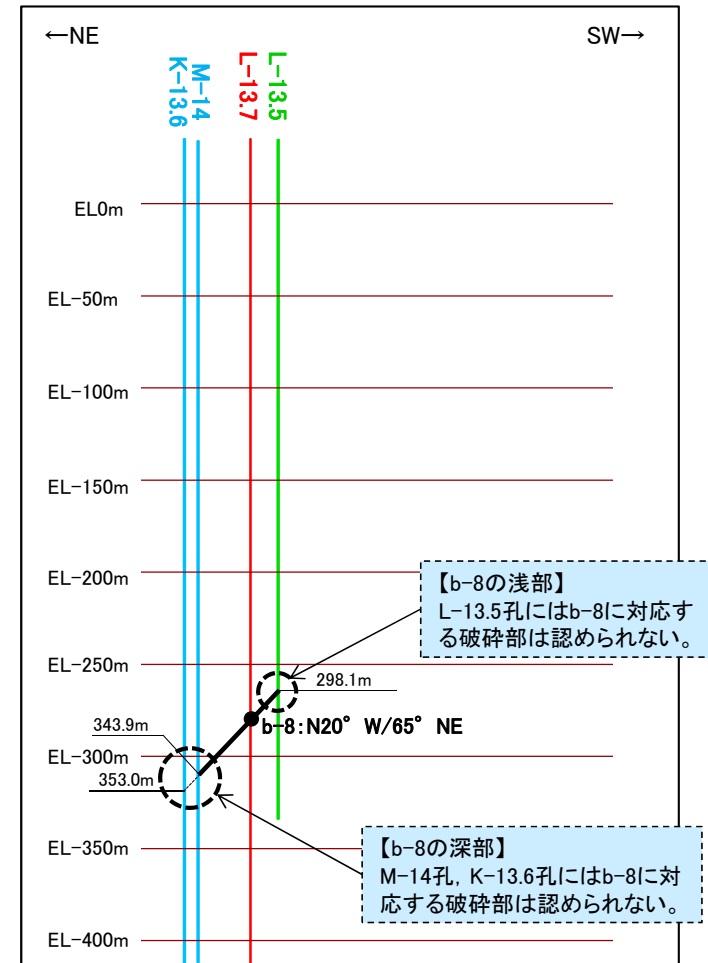 ←NE
SW→
K-13.6
M-14
L-13.7
L-13.5
EL0m
EL-50m
EL-100m
EL-150m
EL-200m
【b-8の浅部】
L-13.5孔にはb-8に対応す
る破砕部は認められない。
EL-250m
298.1m
343.9m
b-8:N20° W/65° NE
EL-300m
353.0m
EL-350m
【b-8の深部】
M-14孔, K-13.6孔にはb-8に対
応する破砕部は認められない。
EL-400m